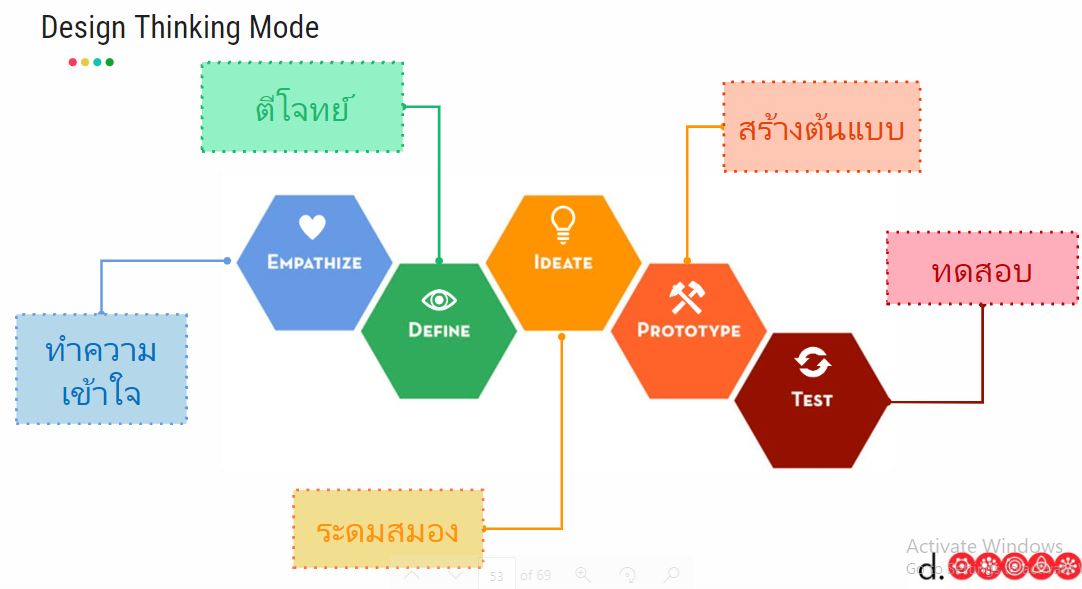 Design Thinking Mode
ตีโจทย์
สร้างต้นแบบ
EMPATHIZE
IDEATE
ทดสอบ
DEFINE
PROTOTYPE
ทำความ
เข้าใจ
TEST
ระดมสมอง
Activate Windows
Go to
d.
53 of 69